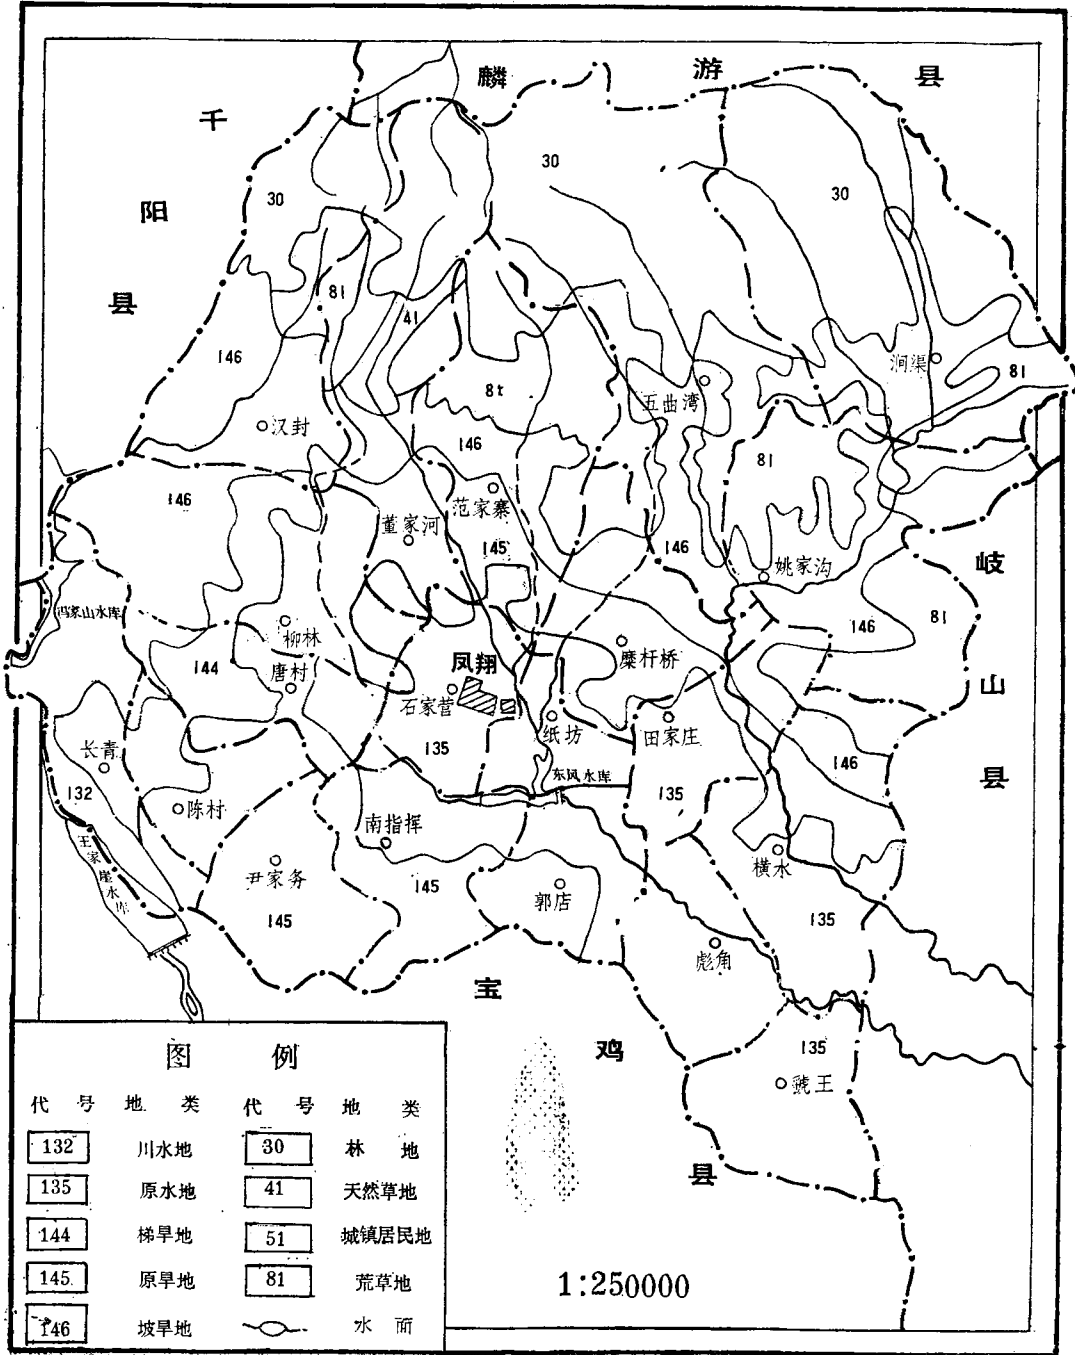 麟 游 县
千
阳
县
30
30
30
81
41
146
涧渠
81
81
五曲湾
汉封
146
81
146
范家寨
董家河
145
146
姚家沟
岐
山
县
冯家山水库
柳林
146
81
144
唐村
凤翔
糜杆桥
石家营
纸坊
田家庄
135
长青
东风水库
146
132
陈村
135
南指挥
王家崖水库
横水
尹家务
145
郭店
145
135
彪角
宝
鸡
县
135
虢王
图 例
代 号 地 类 代 号 地 类
132 川水地 30 林 地
135 原水地 41 天然草地
144 梯旱地 51 城镇居民地
145 原旱地 81 荒草地
146 坡旱地 水 面
1:250000